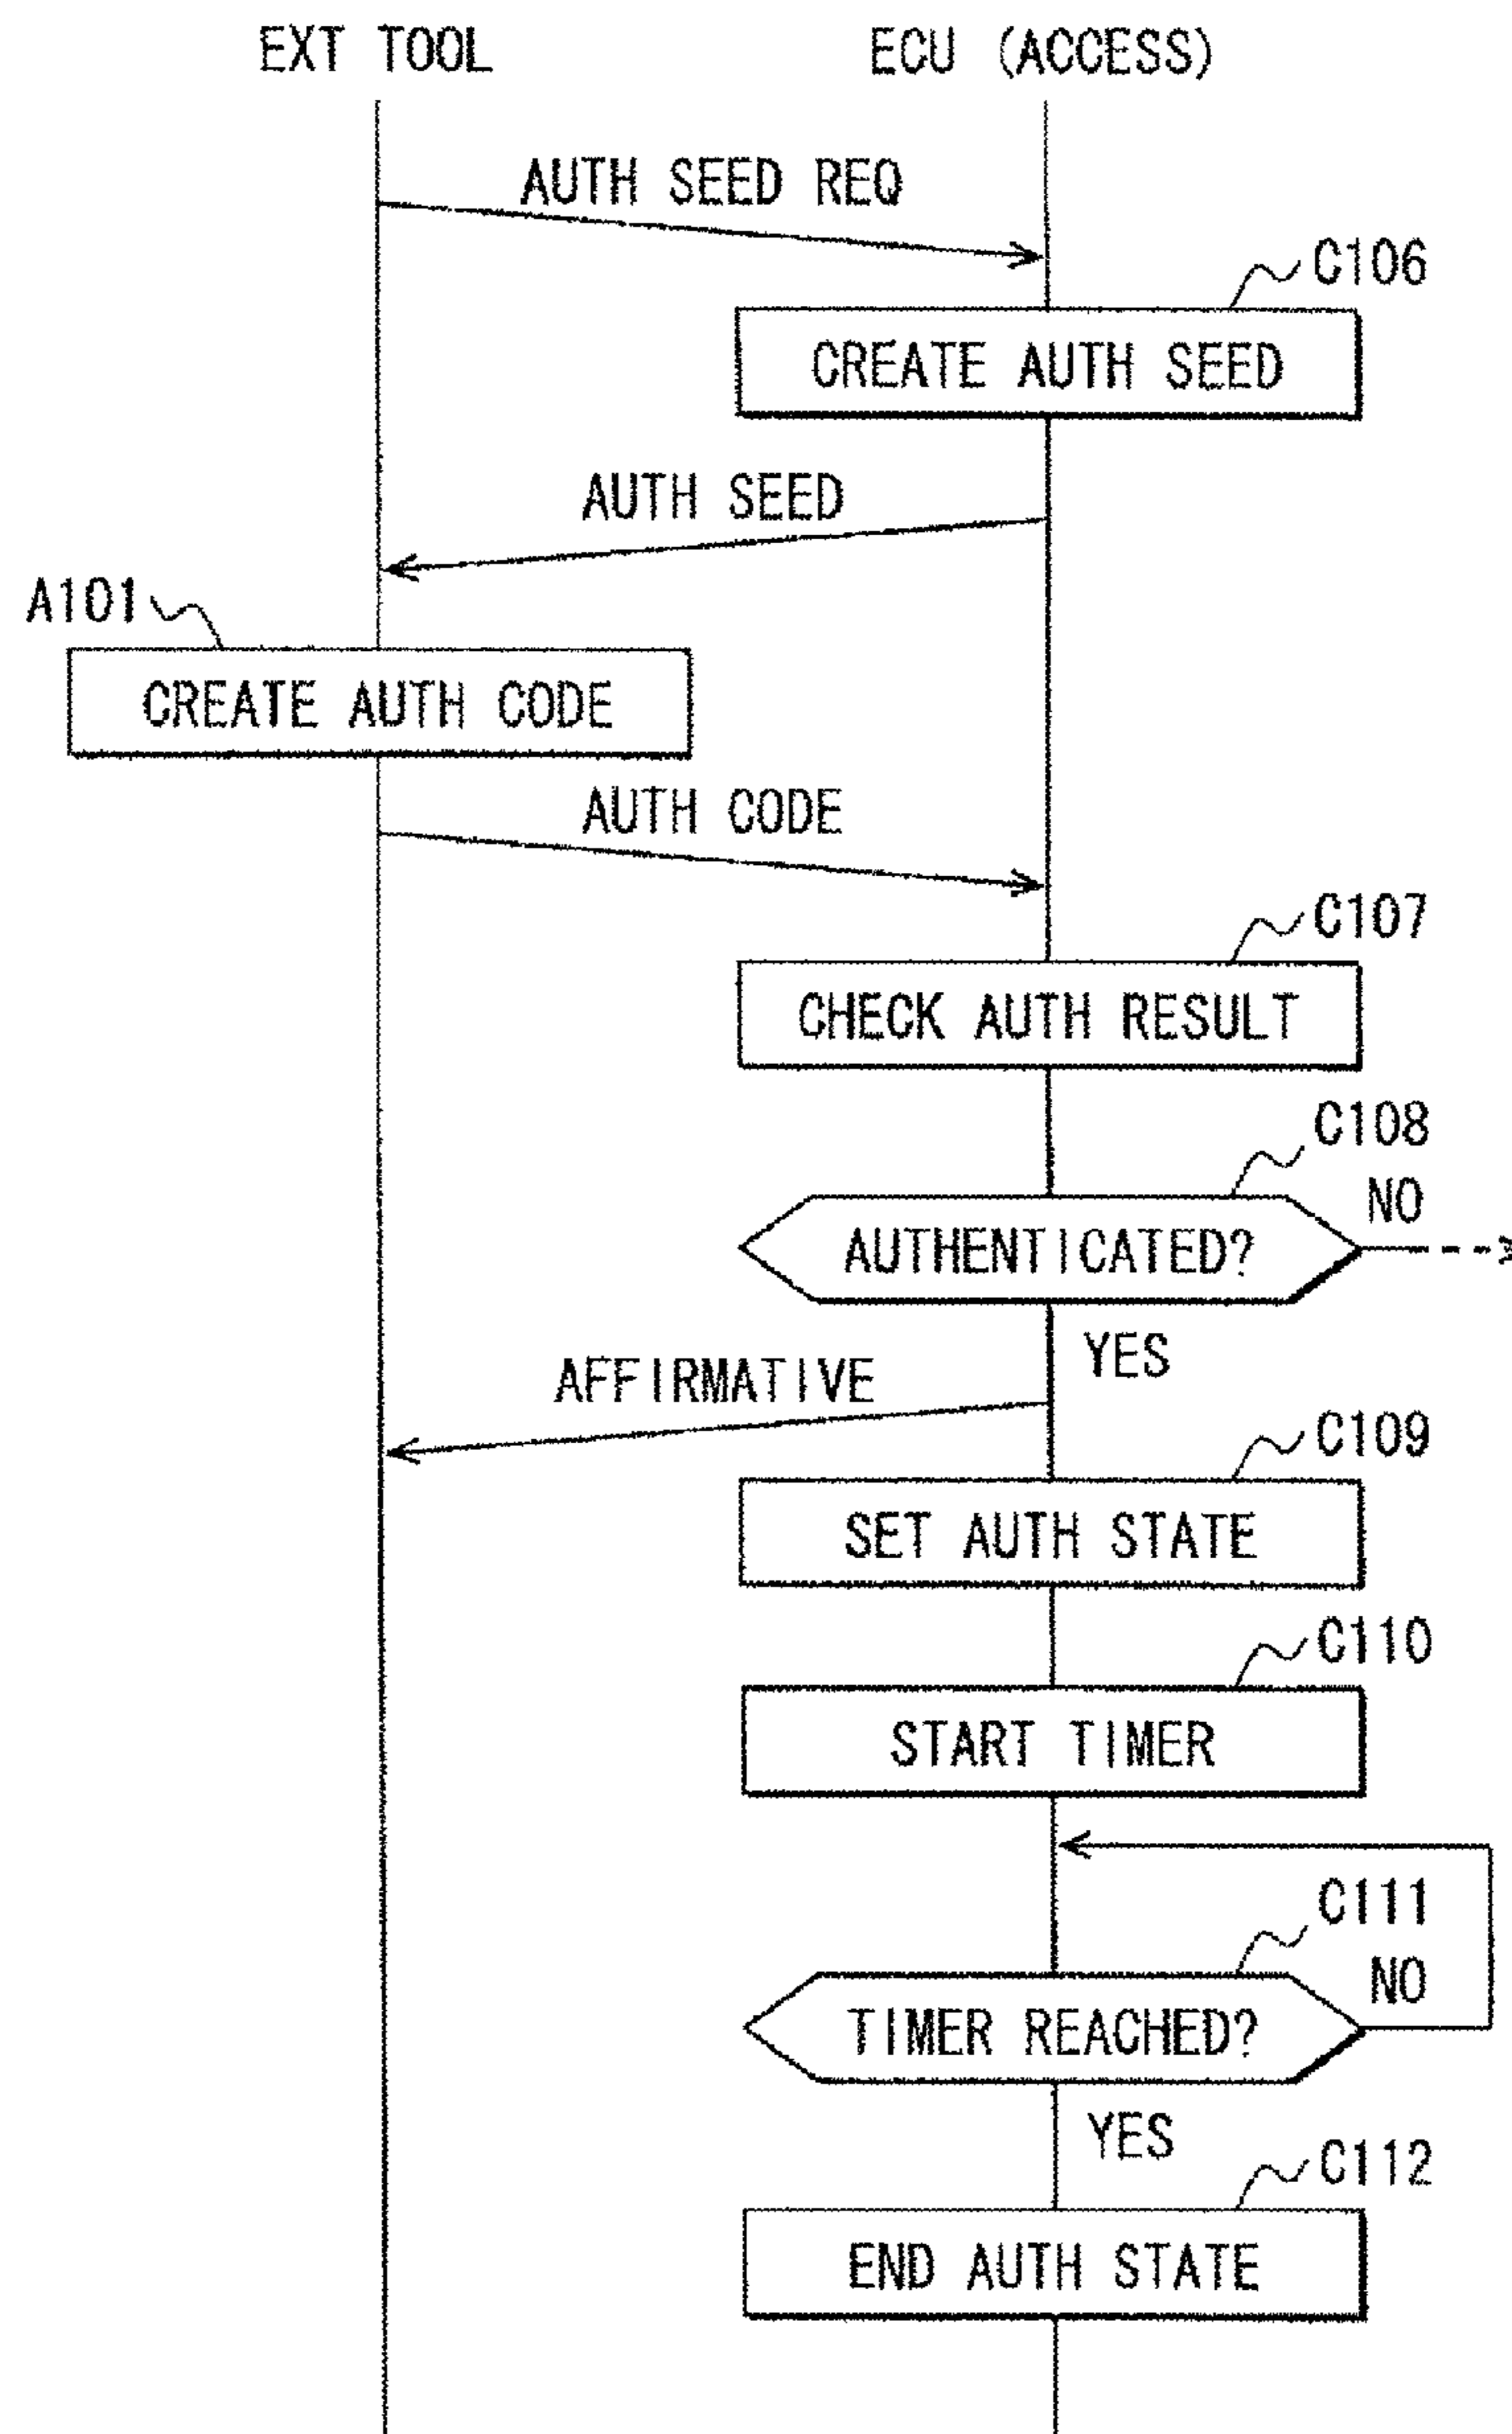 EXT TOOL
ECU (ACCESS)
AUTH SEED REQ
C106
CREATE AUTH SEED
AUTH SEED
A101
CREATE AUTH CODE
AUTH CODE
C107
CHECK AUTH RESULT
C108
NO
AUTHENTICATED?
YES
AFFIRMATIVE
C109
SET AUTH STATE
C110
START TIMER
C111
NO
TIMER REACHED?
YES
C112
END AUTH STATE